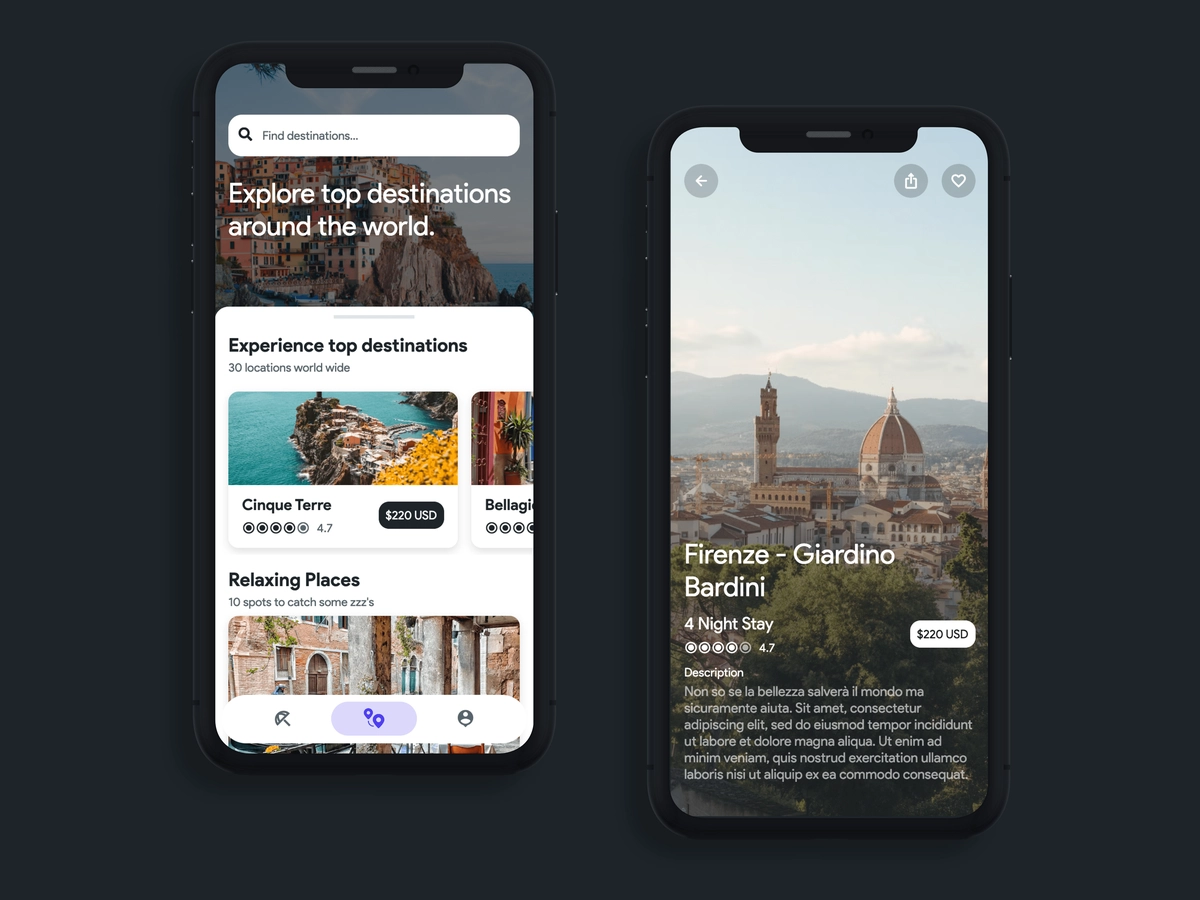 Find destinations...
Explore top destinations
around the world.
Experience top destinations
30 locations world wide
Cinque Terre
4.7
$220 USD
Relaxing Places
10 spots to catch some zzz's
Firenze - Giardino
Bardini
4 Night Stay
4.7
$220 USD
Description
Non so se la bellezza salverà il mondo ma
sicuramente aiuta. Sit amet, consectetur
adipiscing elit, sed do eiusmod tempor incididunt
ut labore et dolore magna aliqua. Ut enim ad
minim veniam, quis nostrud exercitation ullamco
laboris nisi ut aliquip ex ea commodo consequat.